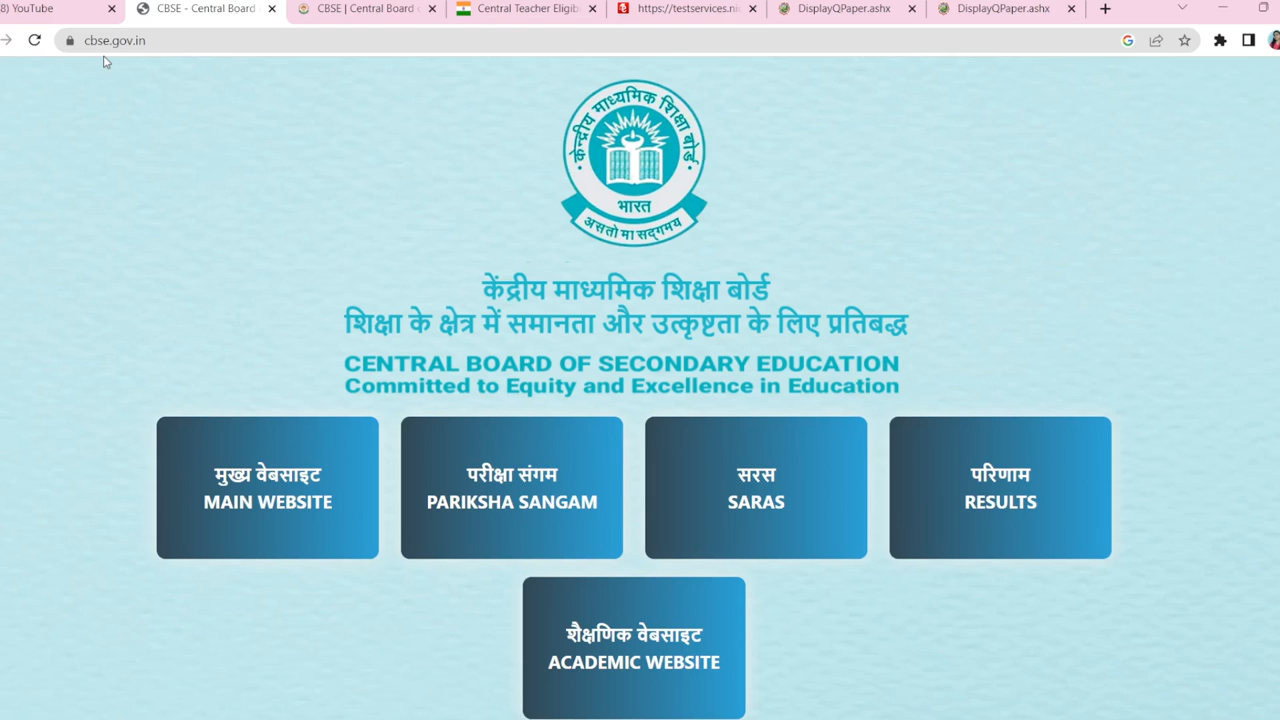 8) YouTube
CBSE - Central Board
CBSE | Central Board
Central Teacher Eligib
https://testservices.nic
DisplayQPaper.ashx
DisplayQPaper.ashx
cbse.gov.in
केन्द्रीय माध्यमिक शिक्षा बोर्ड
भारत
असतो मा सद्गमय
केंद्रीय माध्यमिक शिक्षा बोर्ड
शिक्षा के क्षेत्र में समानता और उत्कृष्टता के लिए प्रतिबद्ध
CENTRAL BOARD OF SECONDARY EDUCATION
Committed to Equity and Excellence in Education
मुख्य वेबसाइट
MAIN WEBSITE
परीक्षा संगम
PARIKSHA SANGAM
सरस
SARAS
परिणाम
RESULTS
शैक्षणिक वेबसाइट
ACADEMIC WEBSITE